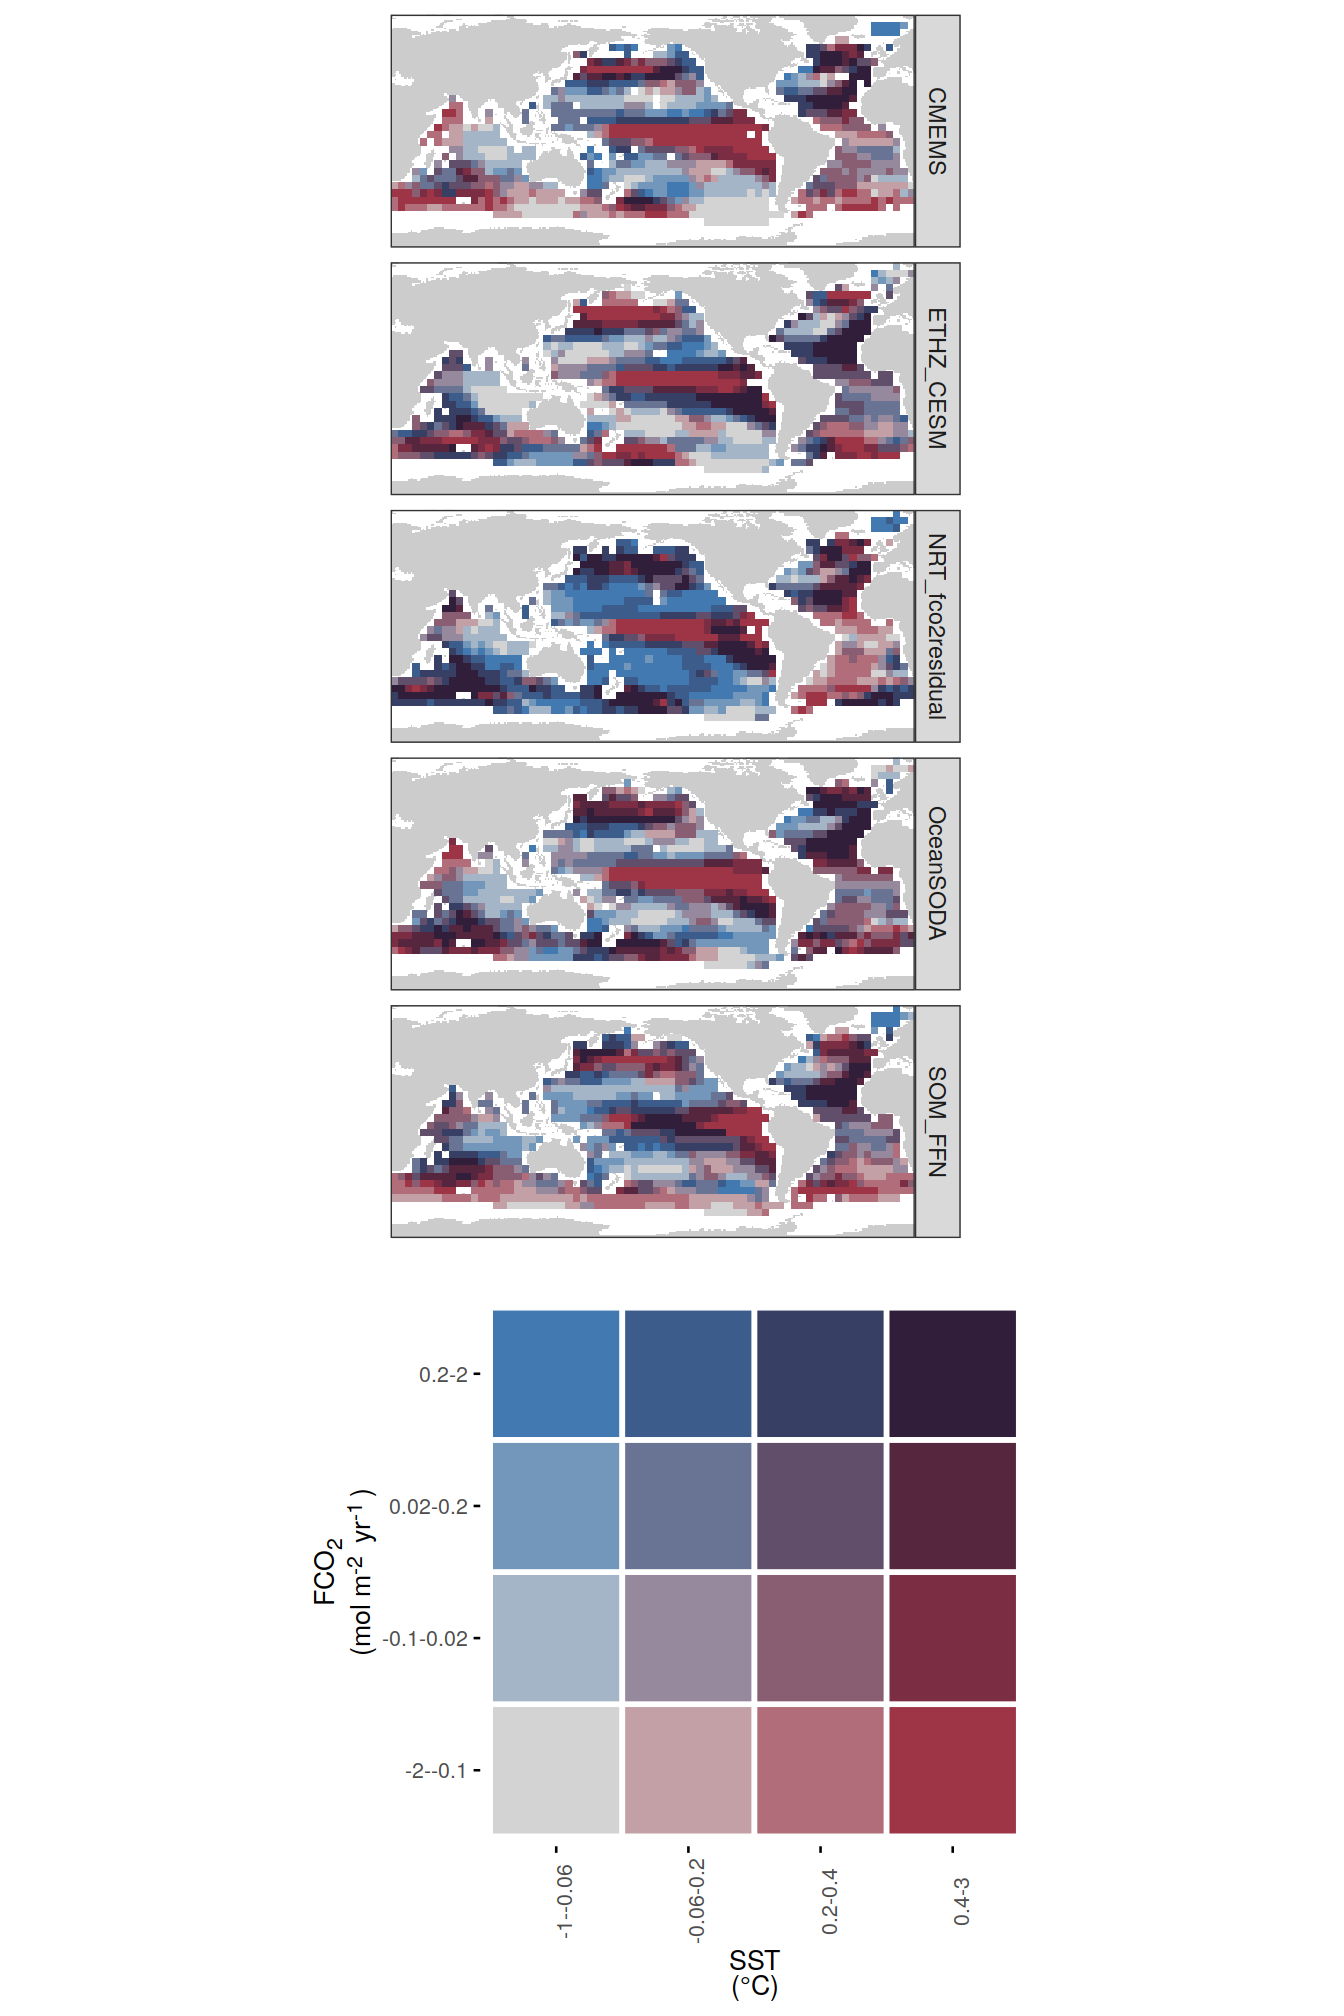 CMEMS
ETHZ_CESM
NRT_fco2residual
OceanSODA
SOM_FFN
FCO2
(mol m-2 yr-1 )
0.2-2
0.02-0.2
-0.1-0.02
-2--0.1
-1--0.06
-0.06-0.2
0.2-0.4
0.4-3
SST
(°C)